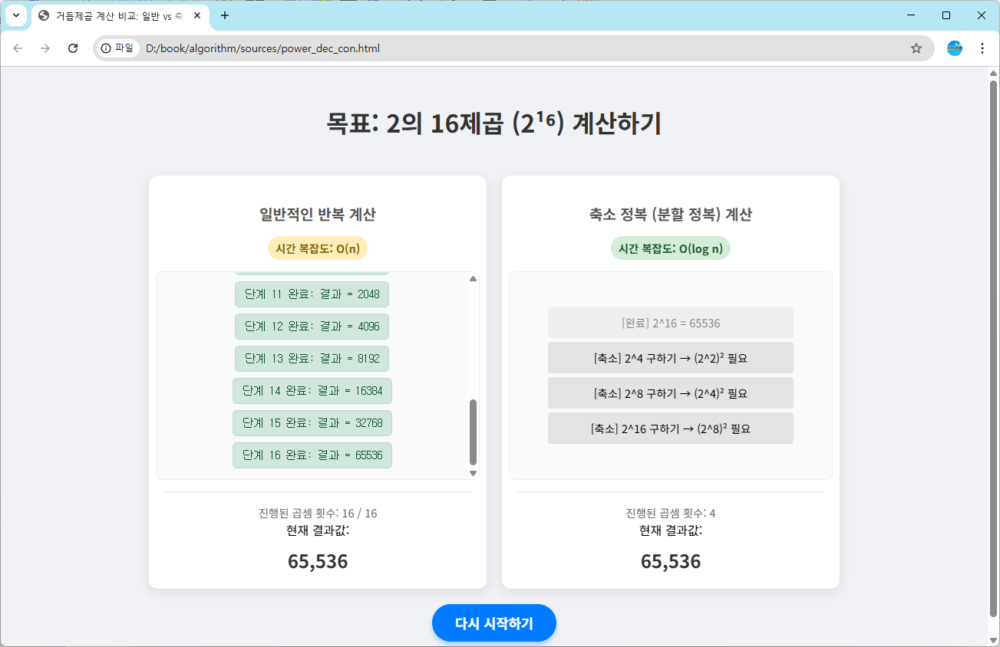 거듭제곱 계산 비교: 일반 vs 축
파일
D:/book/algorithm/sources/power_dec_con.html
목표: 2의 16제곱 (2¹⁶) 계산하기
일반적인 반복 계산
시간 복잡도: O(n)
단계 11 완료: 결과 = 2048
단계 12 완료: 결과 = 4096
단계 13 완료: 결과 = 8192
단계 14 완료: 결과 = 16384
단계 15 완료: 결과 = 32768
단계 16 완료: 결과 = 65536
진행된 곱셈 횟수: 16 / 16
현재 결과값:
65,536
축소 정복 (분할 정복) 계산
시간 복잡도: O(log n)
[완료] 2^16 = 65536
[축소] 2^4 구하기 → (2^2)² 필요
[축소] 2^8 구하기 → (2^4)² 필요
[축소] 2^16 구하기 → (2^8)² 필요
진행된 곱셈 횟수: 4
현재 결과값:
65,536
다시 시작하기